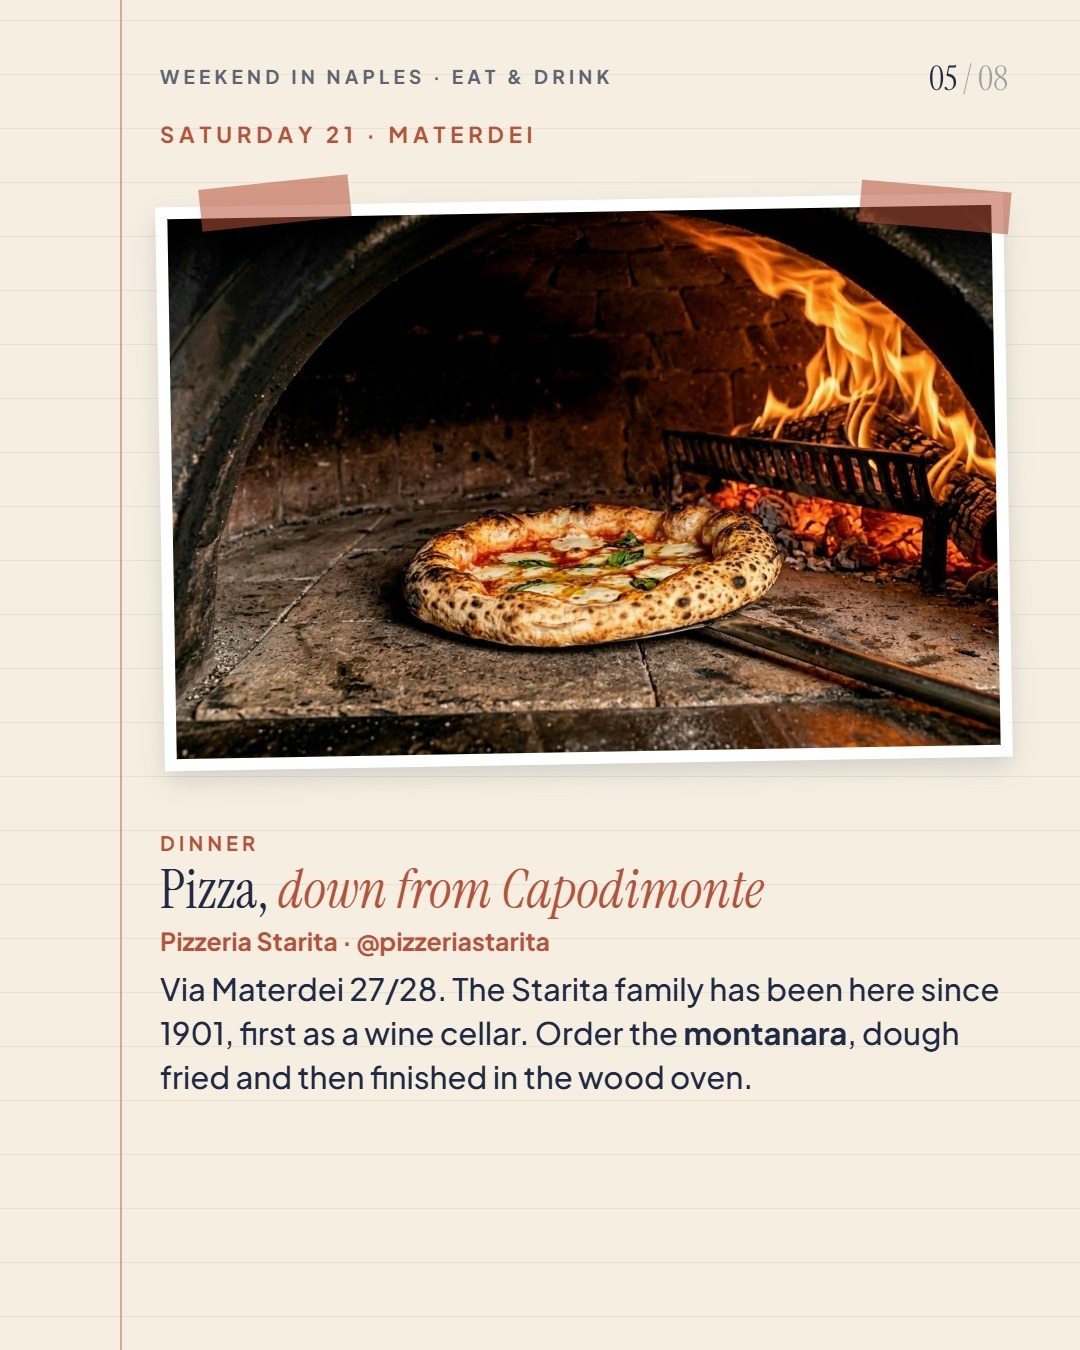 WEEKEND IN NAPLES · EAT & DRINK
05 / 08
SATURDAY 21 · MATERDEI
DINNER
Pizza, down from Capodimonte
Pizzeria Starita · @pizzeriastarita
Via Materdei 27/28. The Starita family has been here since
1901, first as a wine cellar. Order the montanara, dough
fried and then finished in the wood oven.